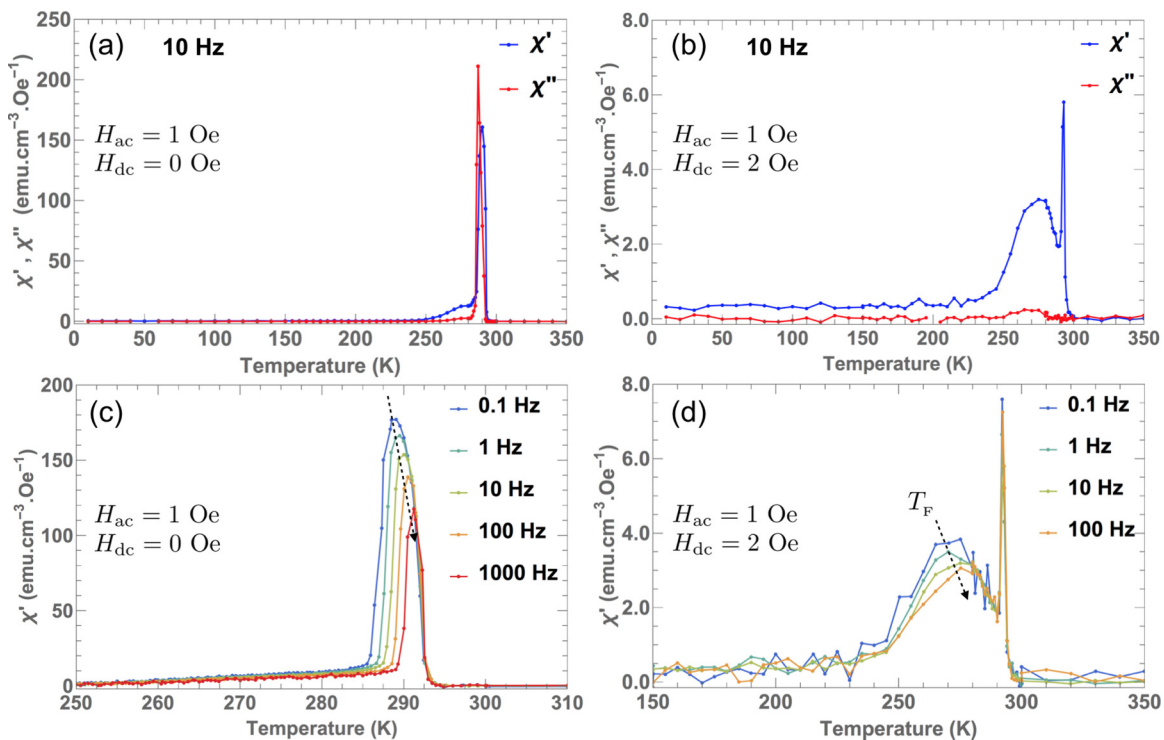 (a)
10 Hz
χ'
χ''
H_ac = 1 Oe
H_dc = 0 Oe
250
200
150
100
50
0
χ' , χ'' (emu.cm⁻³.Oe⁻¹)
0 50 100 150 200 250 300 350
Temperature (K)
(b)
10 Hz
χ'
χ''
H_ac = 1 Oe
H_dc = 2 Oe
8.0
6.0
4.0
2.0
0.0
χ' , χ'' (emu.cm⁻³.Oe⁻¹)
0 50 100 150 200 250 300 350
Temperature (K)
(c)
0.1 Hz
1 Hz
10 Hz
100 Hz
1000 Hz
H_ac = 1 Oe
H_dc = 0 Oe
200
150
100
50
0
χ' (emu.cm⁻³.Oe⁻¹)
250 260 270 280 290 300 310
Temperature (K)
(d)
0.1 Hz
1 Hz
10 Hz
100 Hz
T_F
H_ac = 1 Oe
H_dc = 2 Oe
8.0
6.0
4.0
2.0
0.0
χ' (emu.cm⁻³.Oe⁻¹)
150 200 250 300 350
Temperature (K)